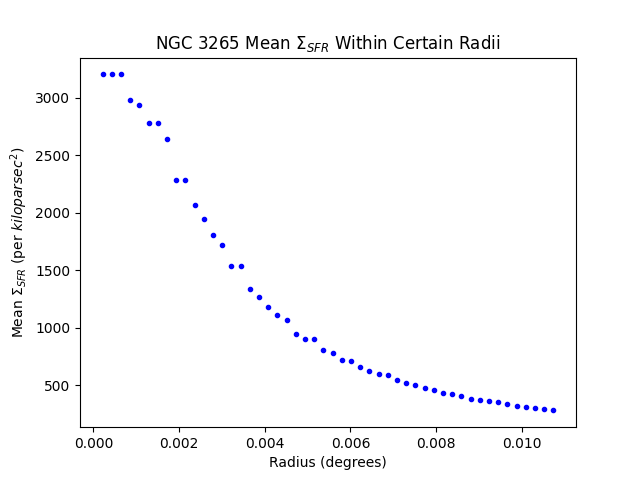 NGC 3265 Mean Σ_SFR Within Certain Radii
3000
2500
2000
1500
1000
500
Mean Σ_SFR (per kiloparsec²)
0.000 0.002 0.004 0.006 0.008 0.010
Radius (degrees)